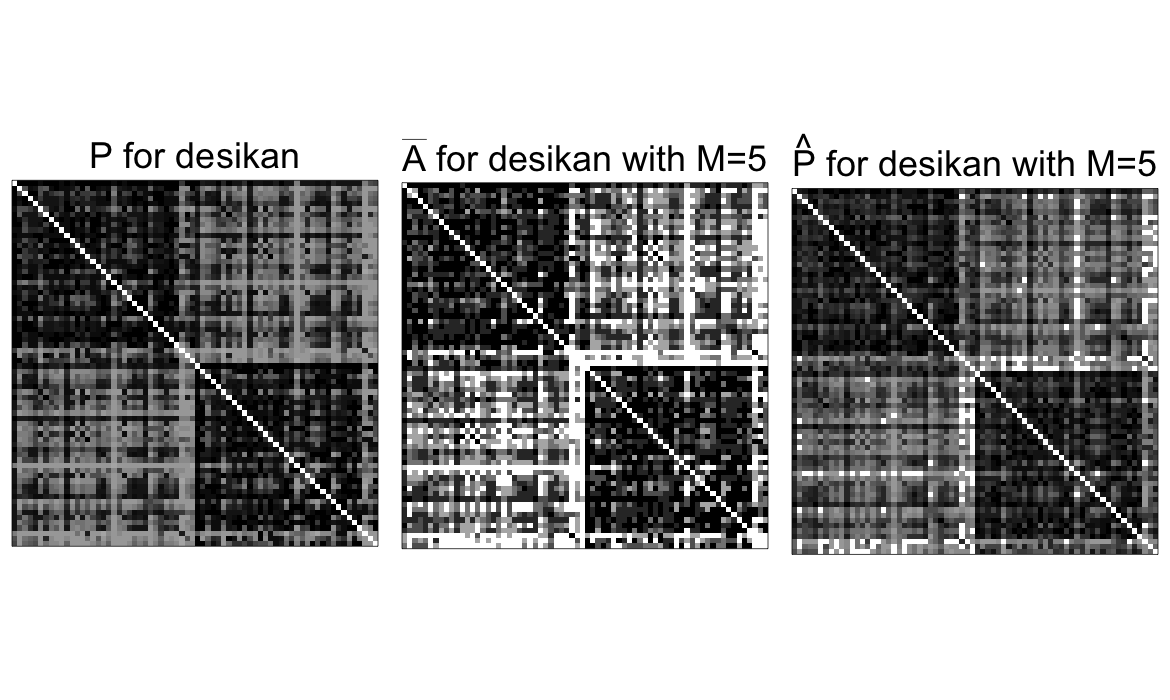 P for desikan
A̅ for desikan with M=5
P̂ for desikan with M=5